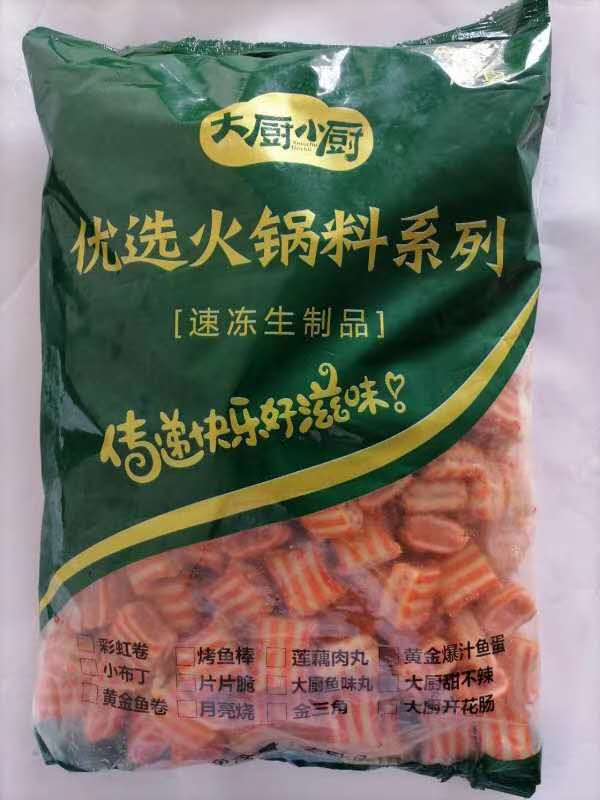 大厨小厨
优选火锅料系列
[速冻生制品]
传递快乐好滋味!
彩虹卷 烤鱼棒 莲藕肉丸 黄金爆汁鱼蛋
小布丁 片片脆 大厨鱼味丸 大厨甜不辣
黄金鱼卷 月亮烧 金三角 大厨开花肠